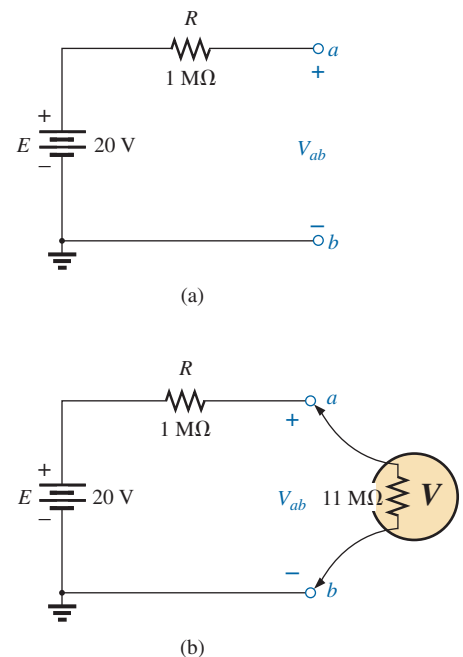 R
1 MΩ
a
+
+
E
20 V
–
V_ab
–
b
(a)
R
1 MΩ
a
+
+
E
20 V
–
V_ab
11 MΩ
V
–
b
(b)